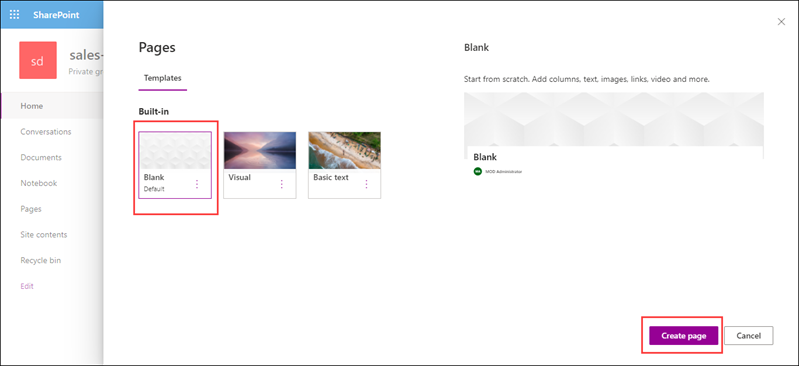 SharePoint
sd
sales-
Private gr
Home
Conversations
Documents
Notebook
Pages
Site contents
Recycle bin
Edit
Pages
Templates
Built-in
Blank
Default
Visual
Basic text
Blank
Start from scratch. Add columns, text, images, links, video and more.
Blank
MA
MOD Administrator
Create page
Cancel